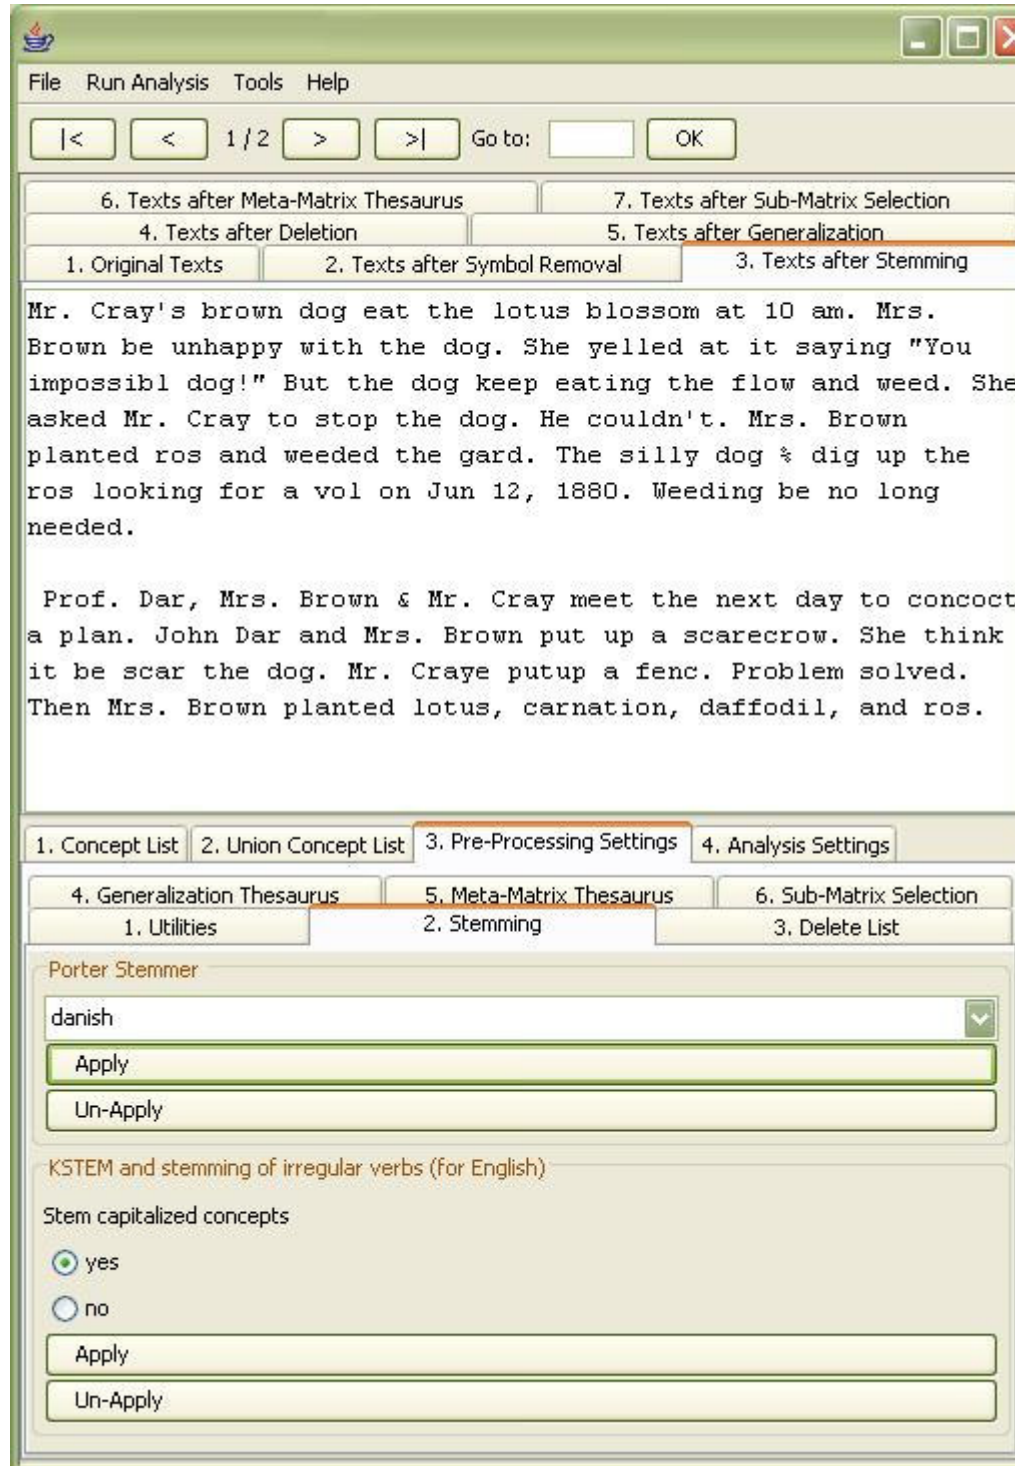 File Run Analysis Tools Help
|< < 1 / 2 > >| Go to: OK
6. Texts after Meta-Matrix Thesaurus 7. Texts after Sub-Matrix Selection
4. Texts after Deletion 5. Texts after Generalization
1. Original Texts 2. Texts after Symbol Removal 3. Texts after Stemming
Mr. Cray's brown dog eat the lotus blossom at 10 am. Mrs.
Brown be unhappy with the dog. She yelled at it saying "You
impossibl dog!" But the dog keep eating the flow and weed. She
asked Mr. Cray to stop the dog. He couldn't. Mrs. Brown
planted ros and weeded the gard. The silly dog % dig up the
ros looking for a vol on Jun 12, 1880. Weeding be no long
needed.
Prof. Dar, Mrs. Brown & Mr. Cray meet the next day to concoct
a plan. John Dar and Mrs. Brown put up a scarecrow. She think
it be scar the dog. Mr. Craye putup a fenc. Problem solved.
Then Mrs. Brown planted lotus, carnation, daffodil, and ros.
1. Concept List 2. Union Concept List 3. Pre-Processing Settings 4. Analysis Settings
4. Generalization Thesaurus 5. Meta-Matrix Thesaurus 6. Sub-Matrix Selection
1. Utilities 2. Stemming 3. Delete List
Porter Stemmer
danish
Apply
Un-Apply
KSTEM and stemming of irregular verbs (for English)
Stem capitalized concepts
yes
no
Apply
Un-Apply